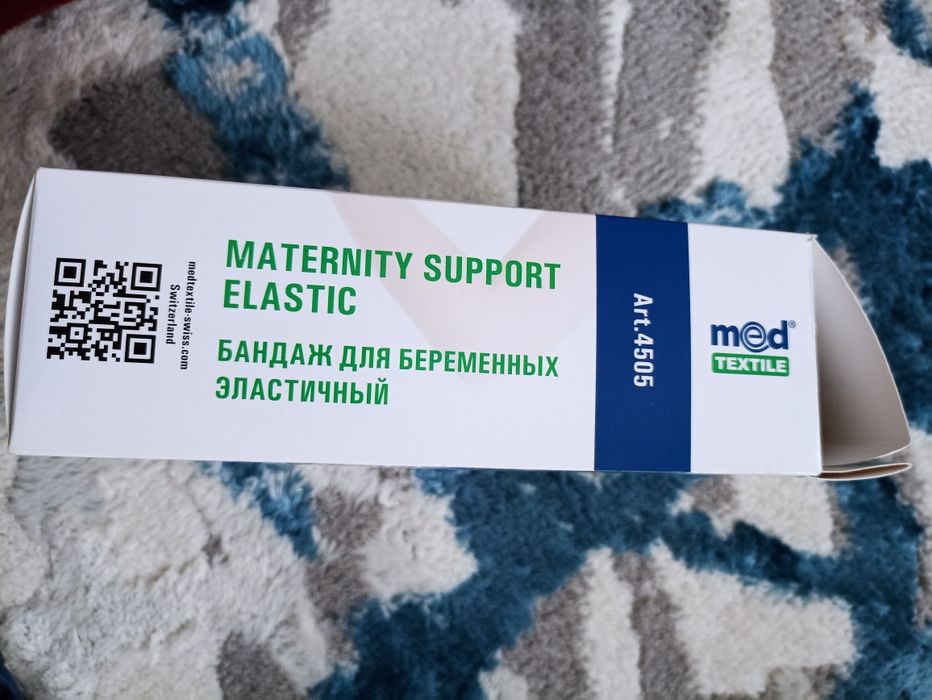 medtextile-swiss.com
Switzerland
MATERNITY SUPPORT
ELASTIC
БАНДАЖ ДЛЯ БЕРЕМЕННЫХ
ЭЛАСТИЧНЫЙ
Art.4505
med®
TEXTILE